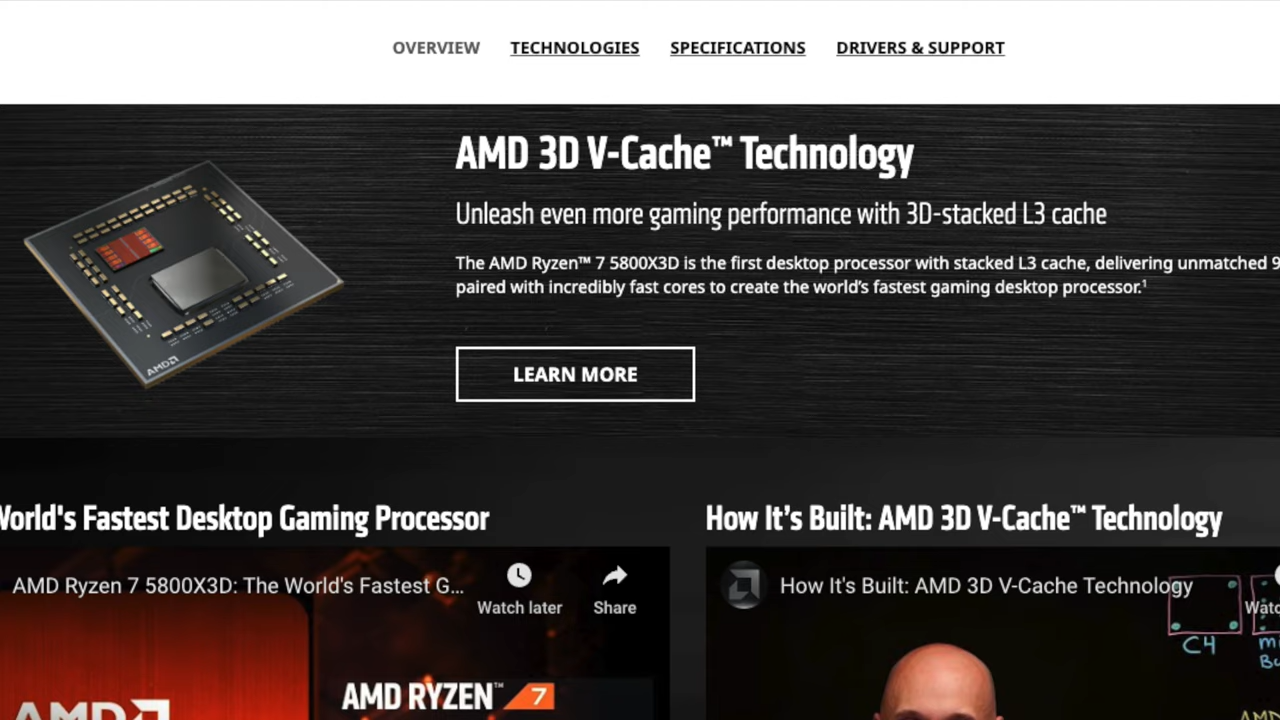 OVERVIEW TECHNOLOGIES SPECIFICATIONS DRIVERS & SUPPORT
AMD 3D V-Cache™ Technology
Unleash even more gaming performance with 3D-stacked L3 cache
The AMD Ryzen™ 7 5800X3D is the first desktop processor with stacked L3 cache, delivering unmatched 9
paired with incredibly fast cores to create the world's fastest gaming desktop processor.¹
AMD
LEARN MORE
World's Fastest Desktop Gaming Processor
How It's Built: AMD 3D V-Cache™ Technology
AMD Ryzen 7 5800X3D: The World's Fastest G...
Watch later
Share
How It's Built: AMD 3D V-Cache Technology
C4
AMD
AMD RYZEN™ 7